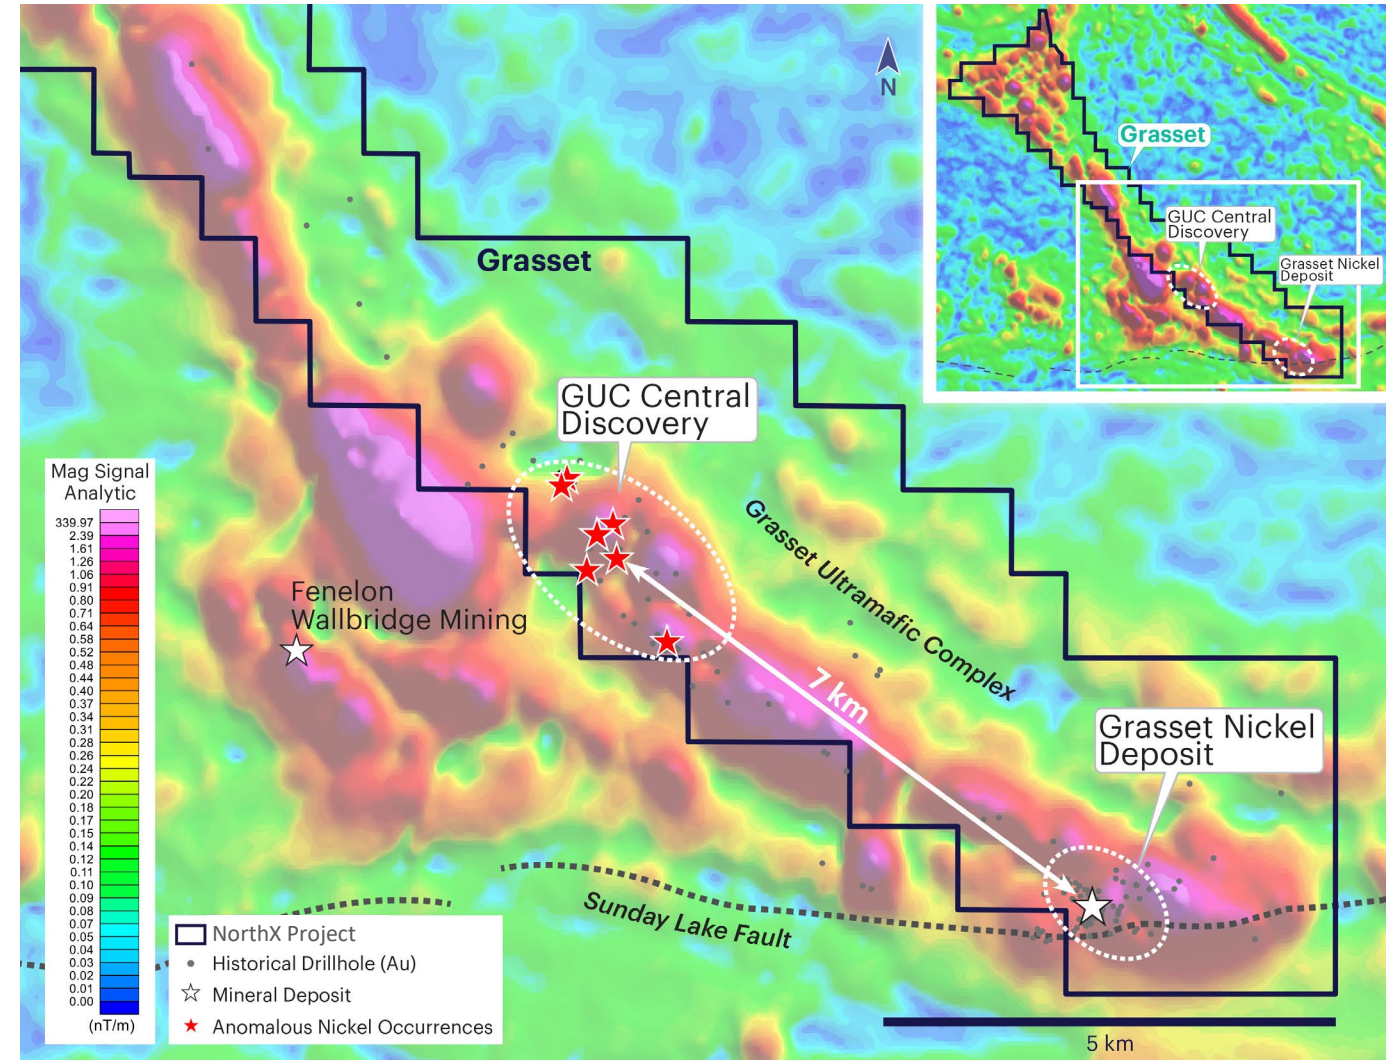 N
Grasset
GUC Central
Discovery
Grasset Nickel
Deposit
Grasset
GUC Central
Discovery
Grasset Ultramafic Complex
Mag Signal
Analytic
339.97
2.39
1.61
1.26
1.06
0.91
0.80
0.71
0.64
0.58
0.52
0.48
0.44
0.40
0.37
0.34
0.31
0.28
0.26
0.24
0.22
0.20
0.18
0.17
0.15
0.14
0.12
0.11
0.10
0.09
0.08
0.07
0.05
0.04
0.03
0.02
0.01
0.00
(nT/m)
Fenelon
Wallbridge Mining
7 km
Grasset Nickel
Deposit
Sunday Lake Fault
NorthX Project
Historical Drillhole (Au)
Mineral Deposit
Anomalous Nickel Occurrences
5 km